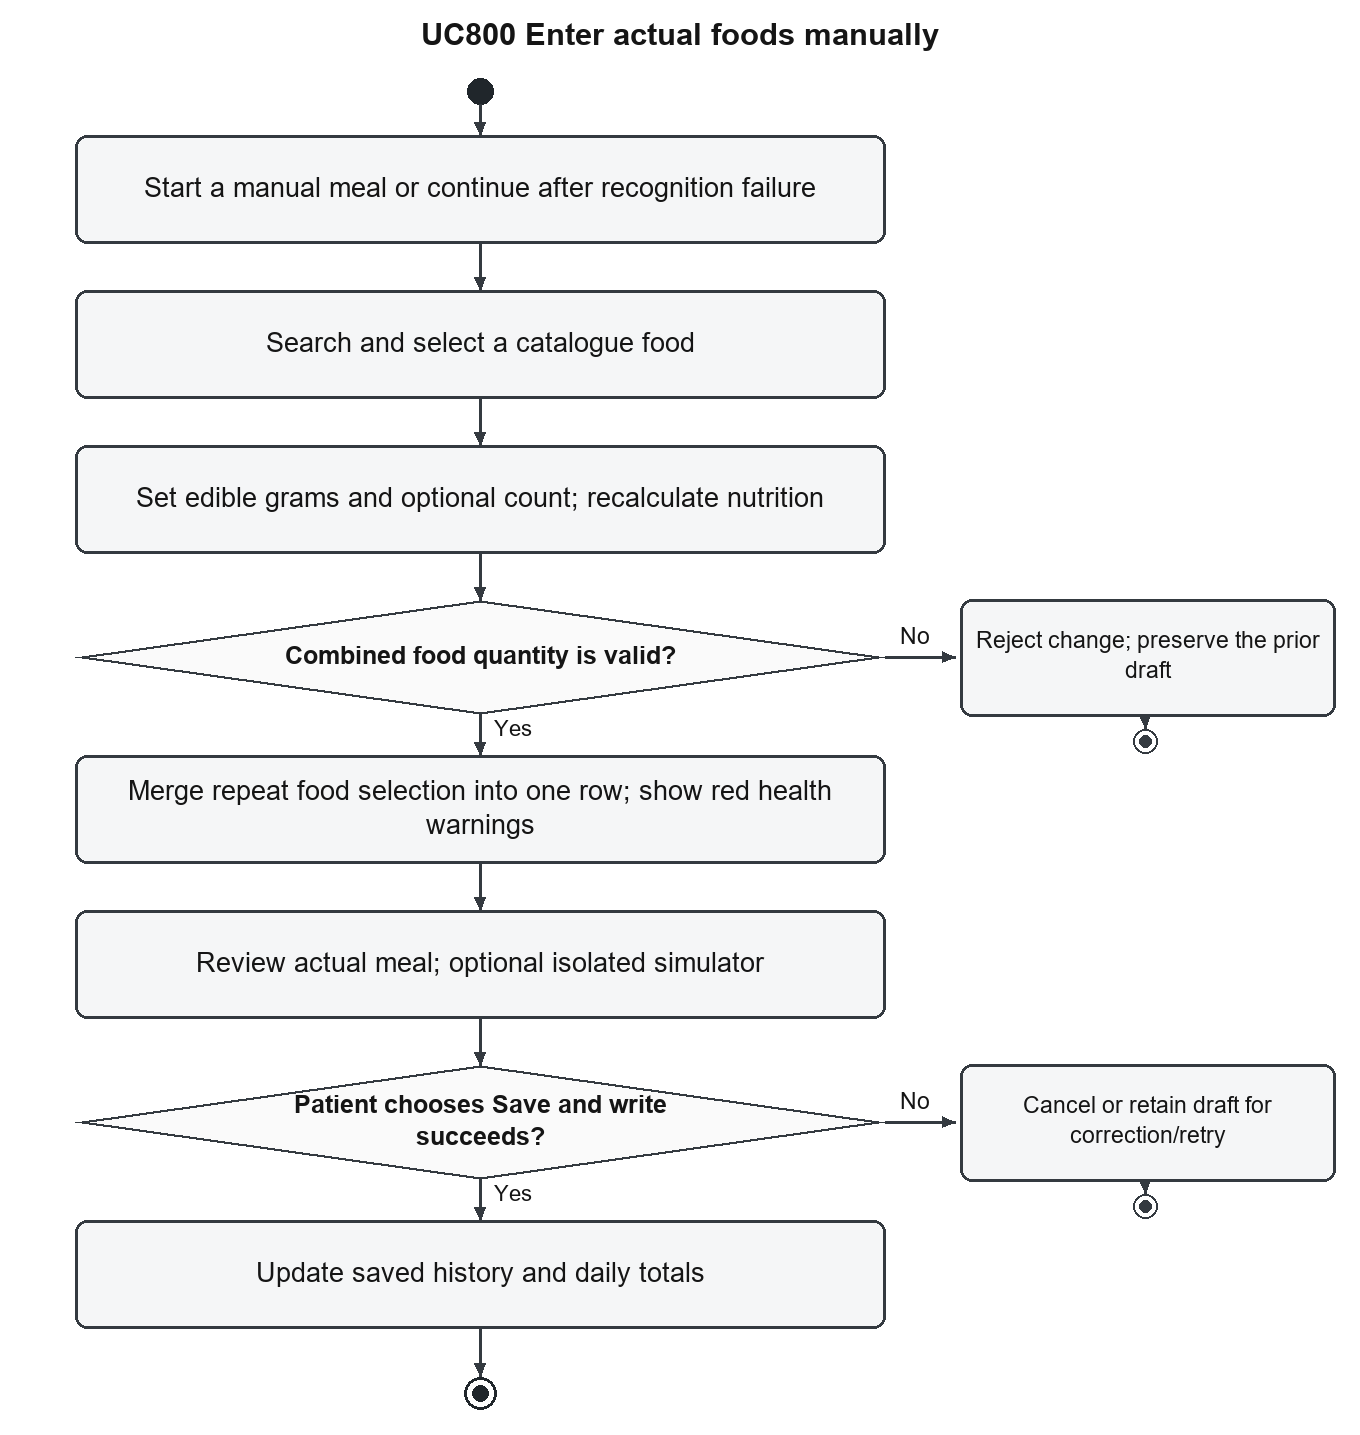 UC800 Enter actual foods manually
Start a manual meal or continue after recognition failure
Search and select a catalogue food
Set edible grams and optional count; recalculate nutrition
Combined food quantity is valid?
No
Reject change; preserve the prior
draft
Yes
Merge repeat food selection into one row; show red health
warnings
Review actual meal; optional isolated simulator
Patient chooses Save and write
succeeds?
No
Cancel or retain draft for
correction/retry
Yes
Update saved history and daily totals